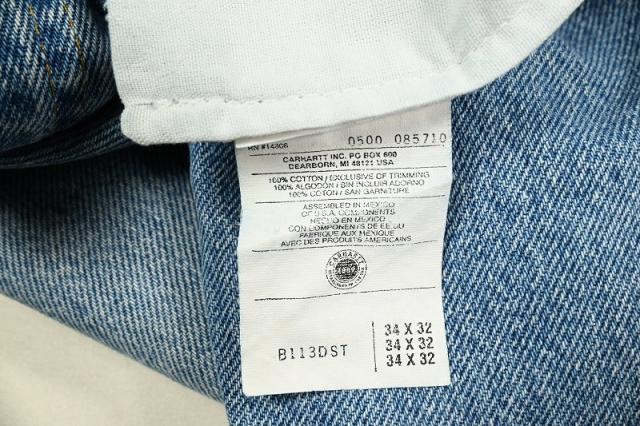 RN #14806 0500 085710
CARHARTT INC. PO BOX 600
DEARBORN, MI 48121 USA
100% COTTON / EXCLUSIVE OF TRIMMING
100% ALGODON / SIN INCLUIR ADORNO
100% COTON / SAN GARNITURE
ASSEMBLED IN MEXICO
OF U.S.A. COMPONENTS
HECHO EN MEXICO
CON COMPONENTES DE EE UU
FABRIQUE AUX MEXIQUE
AVEC DES PRODUITS AMERICAINS
CARHARTT
1889
B113DST
34 X 32
34 X 32
34 X 32